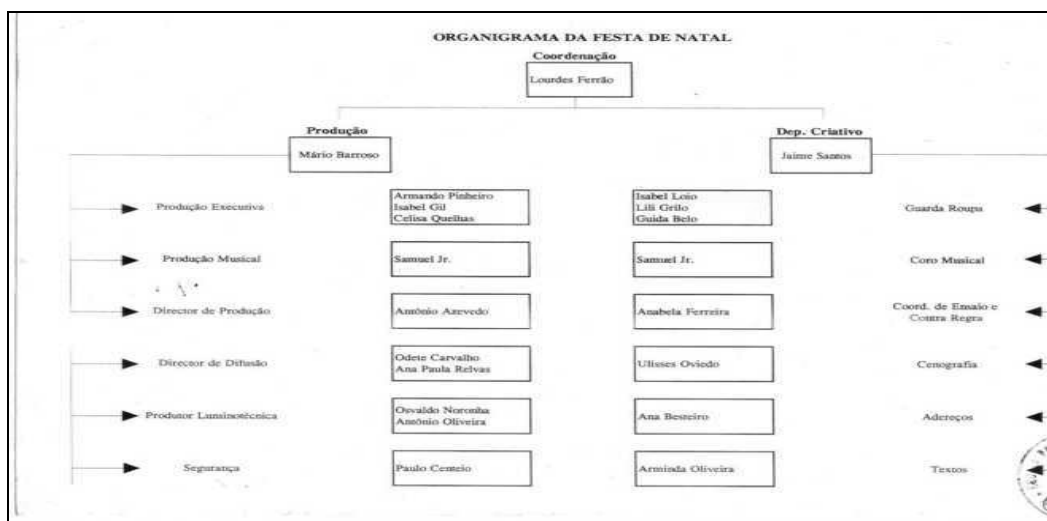 ORGANIGRAMA DA FESTA DE NATAL
Coordenação
Lourdes Ferrão
Produção
Mário Barroso
Dep. Criativo
Jaime Santos
Produção Executiva
Armando Pinheiro
Isabel Gil
Celisa Quelhas
Isabel Loio
Lili Grilo
Guida Belo
Guarda Roupa
Produção Musical
Samuel Jr.
Samuel Jr.
Coro Musical
Director de Produção
António Azevedo
Anabela Ferreira
Coord. de Ensaio e
Contra Regra
Director de Difusão
Odete Carvalho
Ana Paula Relvas
Ulisses Oviedo
Cenografia
Produtor Luminotécnica
Osvaldo Noronha
António Oliveira
Ana Besteiro
Adereços
Segurança
Paulo Centeio
Arminda Oliveira
Textos